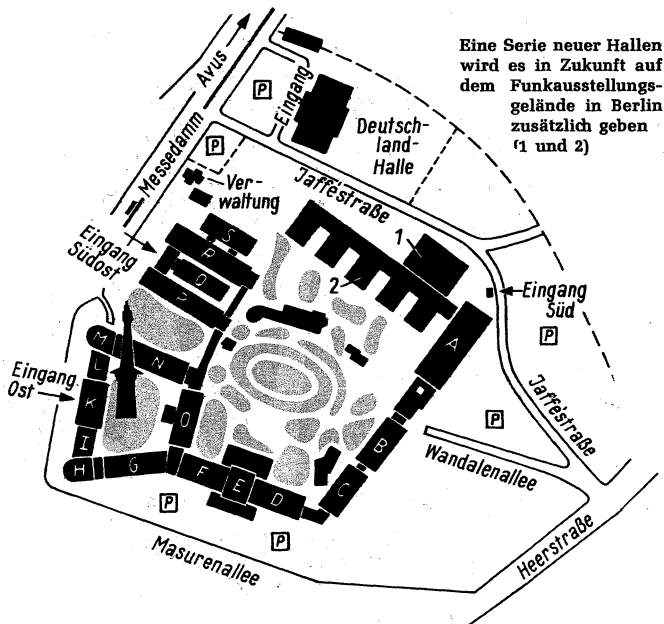 Eine Serie neuer Hallen
wird es in Zukunft auf
dem Funkausstellungs-
gelände in Berlin
zusätzlich geben
(1 und 2)
Avus
Messedamm
P
Eingang
Deutsch-
land-
Halle
P
Ver-
waltung
Jafféstraße
Eingang
Südost
S
R
Q
P
1
2
Eingang
Süd
P
A
M
L
N
Eingang
Ost
K
O
I
H
G
F
E
D
C
B
P
Wandalenallee
Jafféstraße
P
P
Masurenallee
Heerstraße